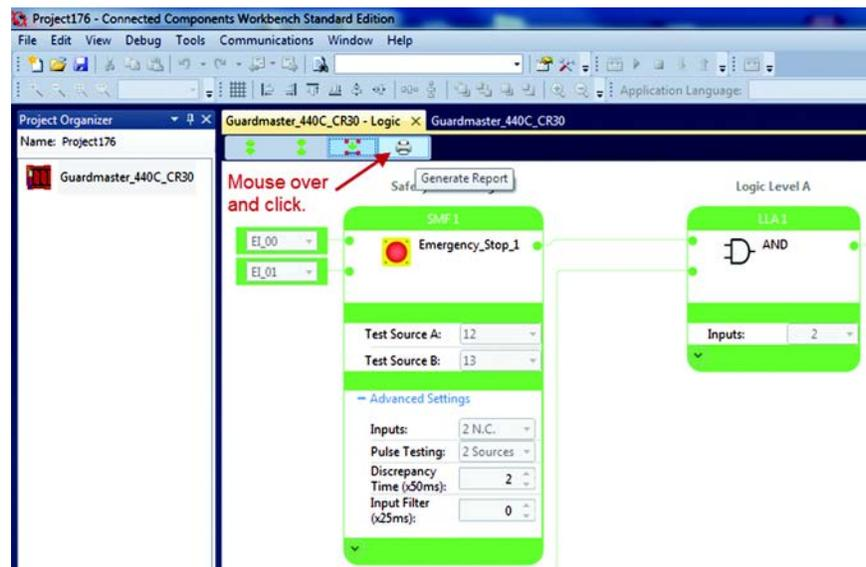 Project176 - Connected Components Workbench Standard Edition
File Edit View Debug Tools Communications Window Help
Application Language:
Project Organizer
Guardmaster_440C_CR30 - Logic
Guardmaster_440C_CR30
Name: Project176
Guardmaster_440C_CR30
Mouse over
and click.
Generate Report
Logic Level A
SMF 1
LLA 1
EI_00
Emergency_Stop_1
AND
EI_01
Test Source A: 12
Inputs: 2
Test Source B: 13
Advanced Settings
Inputs: 2 N.C.
Pulse Testing: 2 Sources
Discrepancy
Time (x50ms): 2
Input Filter
(x25ms): 0